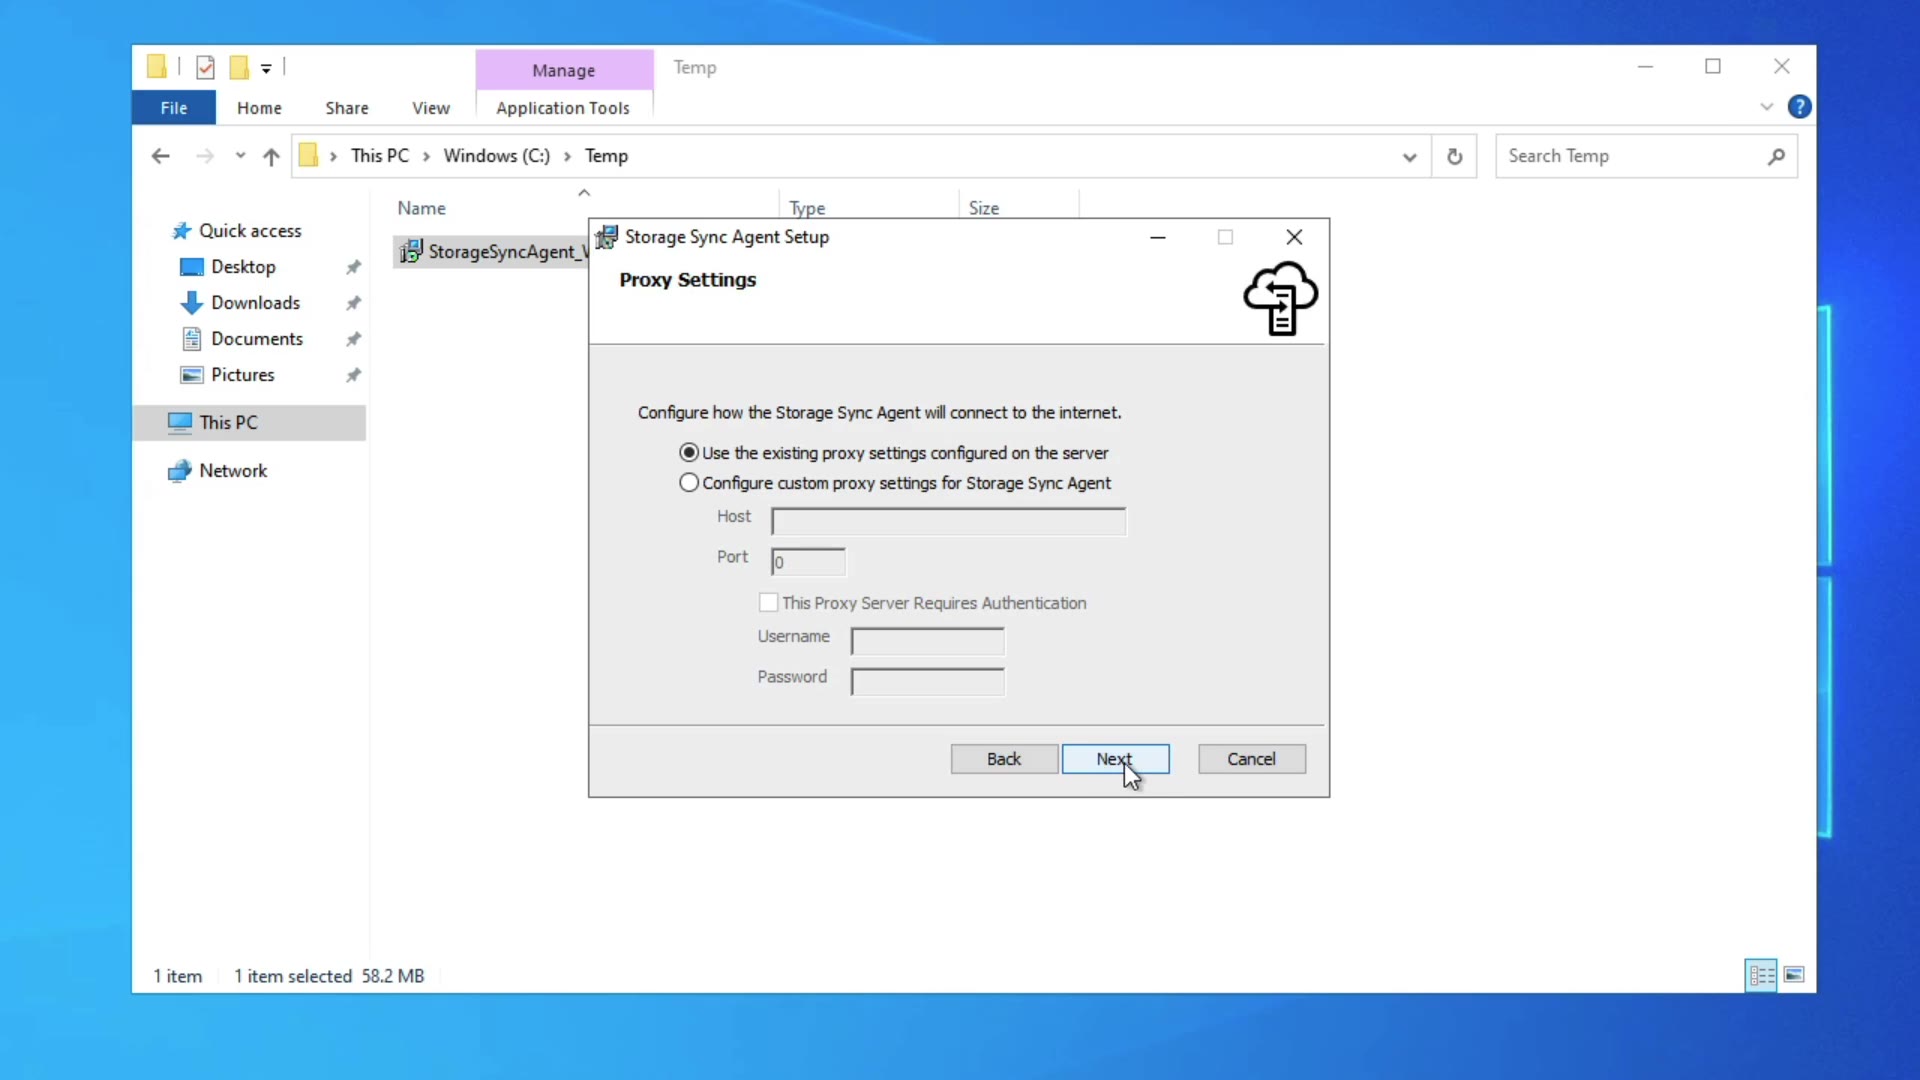 Manage
Temp
File
Home
Share
View
Application Tools
This PC
Windows (C:)
Temp
Search Temp
Name
Type
Size
Quick access
Desktop
Downloads
Documents
Pictures
This PC
Network
StorageSyncAgent_
Storage Sync Agent Setup
Proxy Settings
Configure how the Storage Sync Agent will connect to the internet.
Use the existing proxy settings configured on the server
Configure custom proxy settings for Storage Sync Agent
Host
Port
0
This Proxy Server Requires Authentication
Username
Password
Back
Next
Cancel
1 item
1 item selected 58.2 MB
?